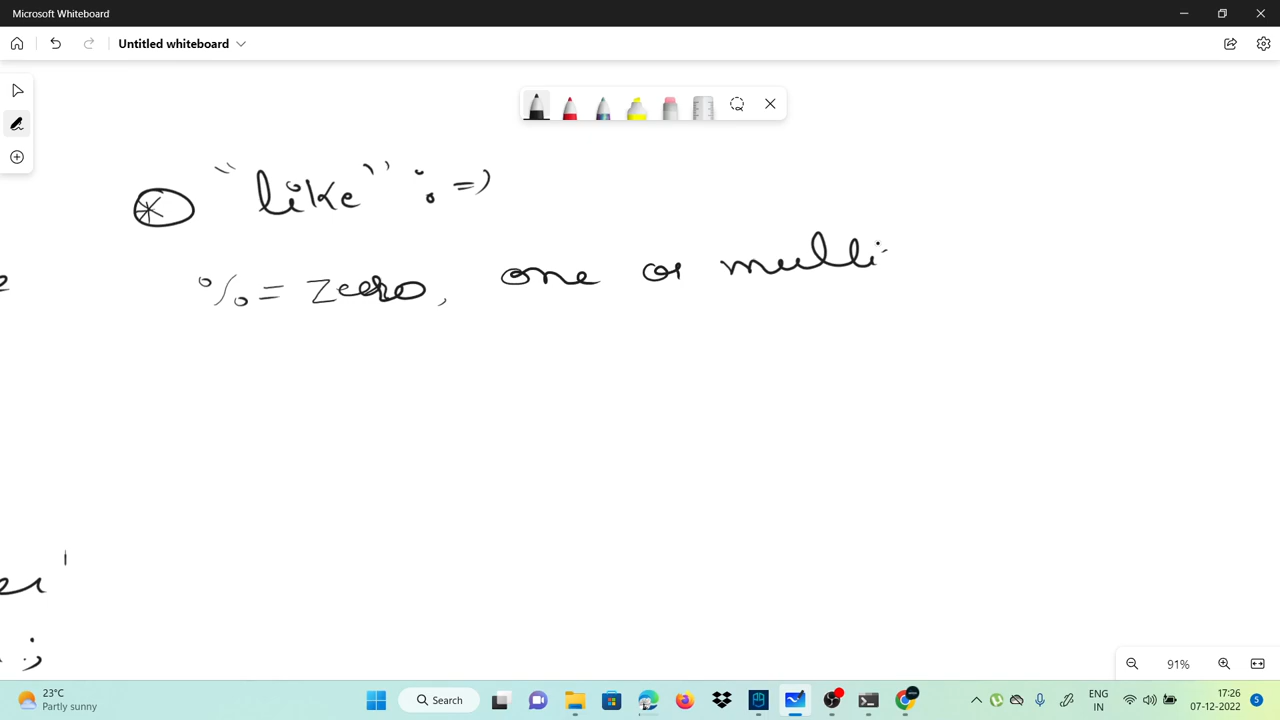 Microsoft Whiteboard
Untitled whiteboard
"like" :=)
%= zero, one or multi
;
91%
23°C
Partly sunny
Search
ENG
IN
17:26
07-12-2022
5